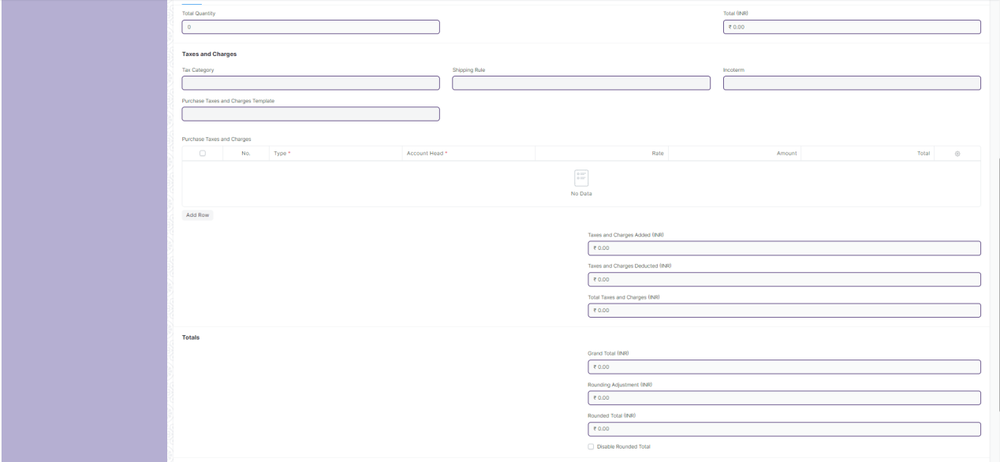 Total Quantity
Total (INR)
0
₹ 0.00
Taxes and Charges
Tax Category
Shipping Rule
Incoterm
Purchase Taxes and Charges Template
Purchase Taxes and Charges
No. Type * Account Head * Rate Amount Total
No Data
Add Row
Taxes and Charges Added (INR)
₹ 0.00
Taxes and Charges Deducted (INR)
₹ 0.00
Total Taxes and Charges (INR)
₹ 0.00
Totals
Grand Total (INR)
₹ 0.00
Rounding Adjustment (INR)
₹ 0.00
Rounded Total (INR)
₹ 0.00
Disable Rounded Total